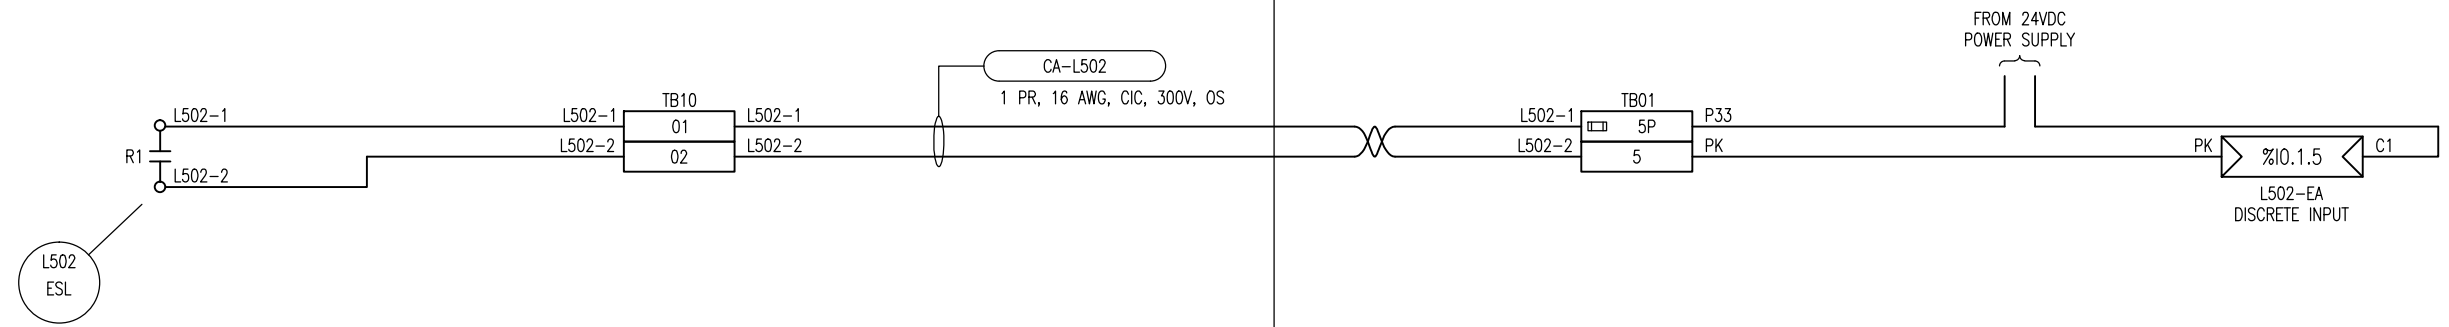 FROM 24VDC
POWER SUPPLY
CA-L502
1 PR, 16 AWG, CIC, 300V, OS
TB10
TB01
L502-1
L502-1
01
L502-1
L502-1
5P
P33
R1
L502-2
02
L502-2
L502-2
5
PK
PK
%I0.1.5
C1
L502-2
L502-EA
DISCRETE INPUT
L502
ESL